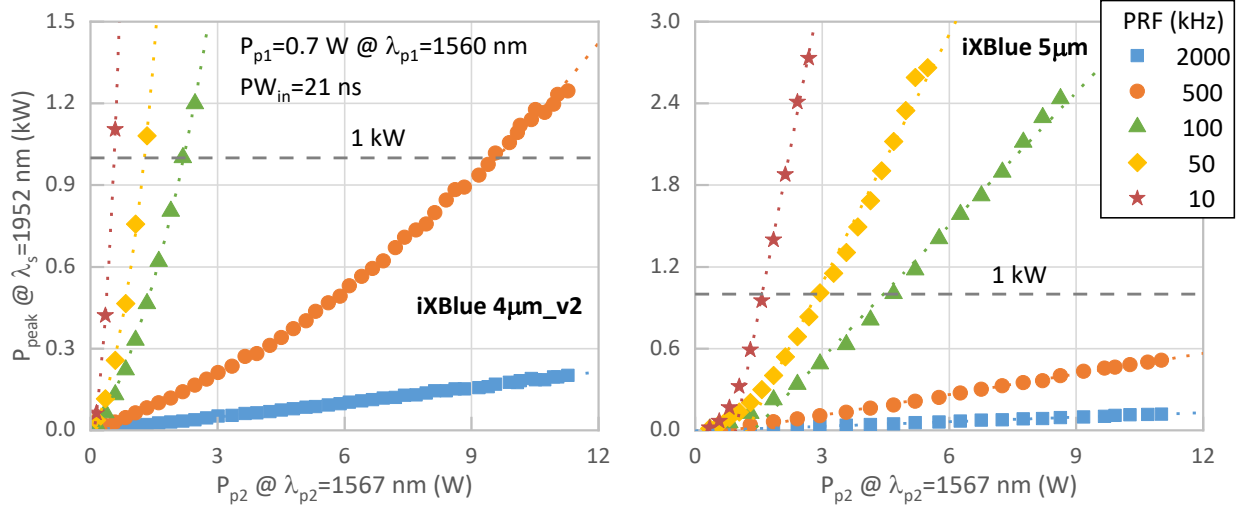 P_peak @ λ_s=1952 nm (kW)
1.5
1.2
0.9
0.6
0.3
0.0
P_p1=0.7 W @ λ_p1=1560 nm
PW_in=21 ns
1 kW
iXBlue 4μm_v2
0 3 6 9 12
P_p2 @ λ_p2=1567 nm (W)
3.0
2.4
1.8
1.2
0.6
0.0
iXBlue 5μm
1 kW
0 3 6 9 12
P_p2 @ λ_p2=1567 nm (W)
PRF (kHz)
2000
500
100
50
10